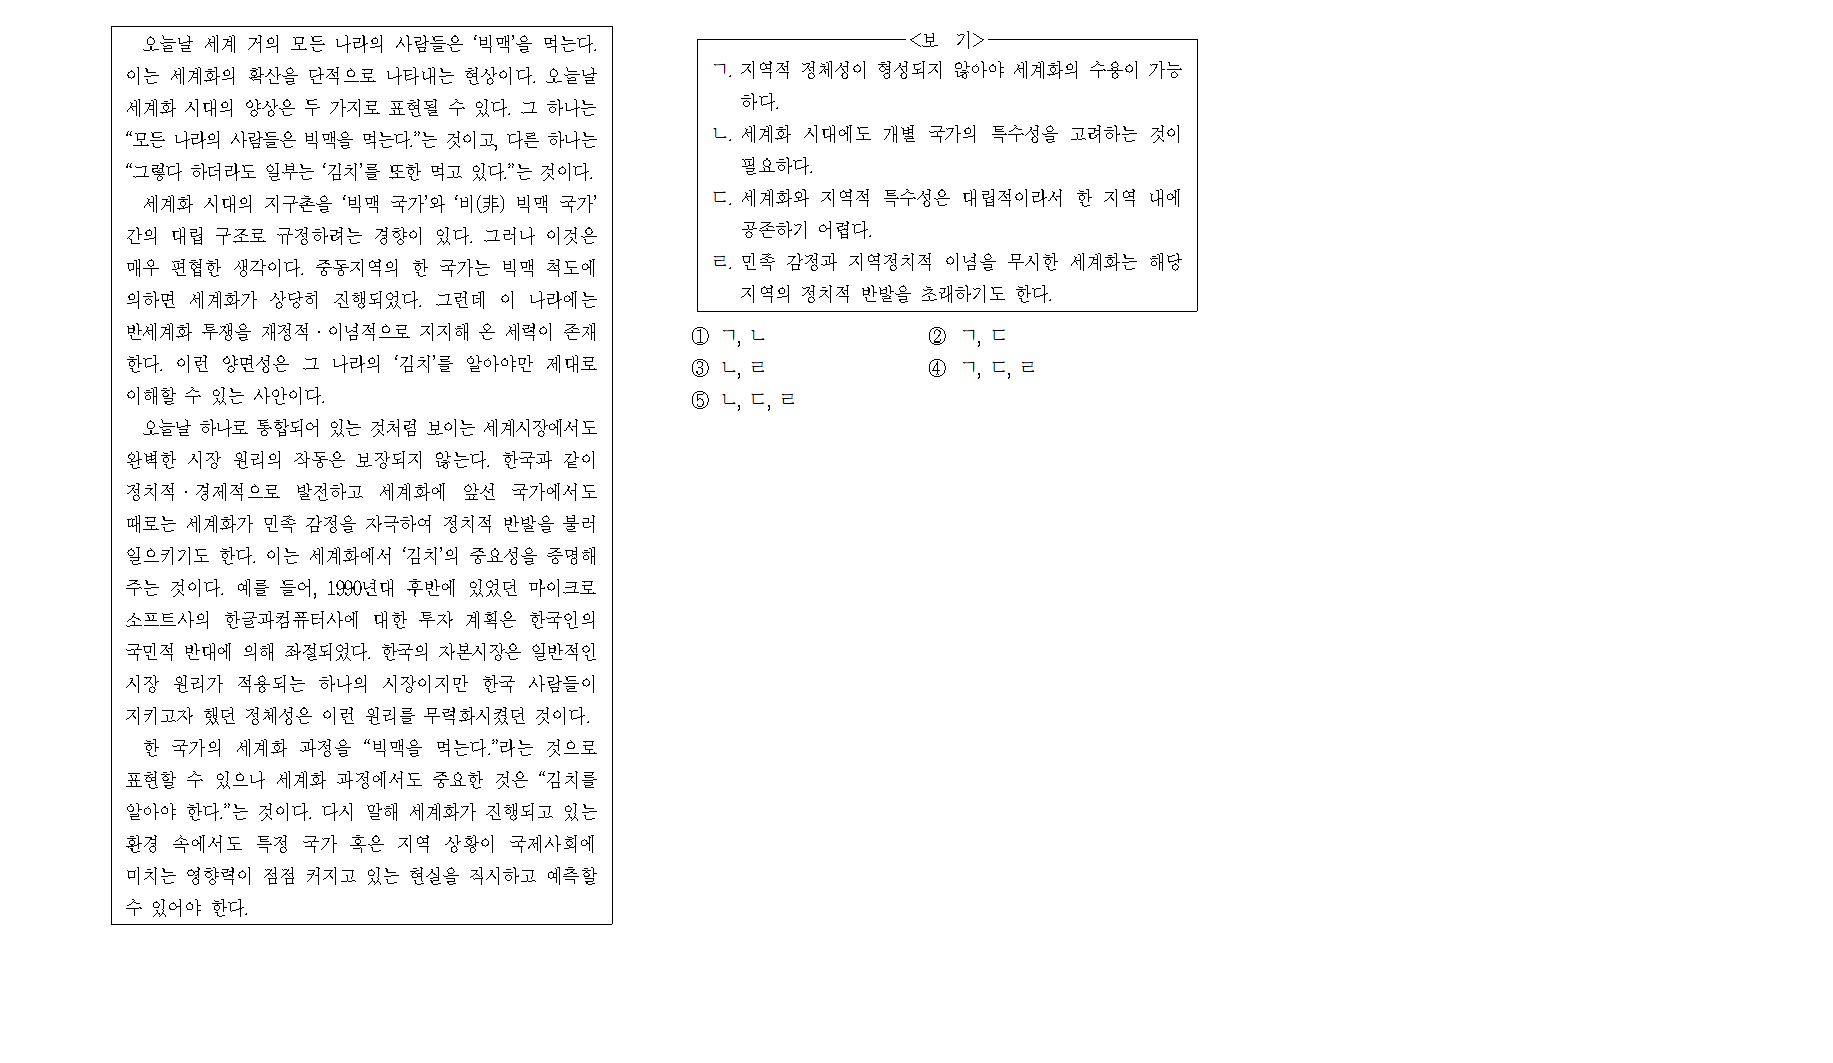 오늘날 세계 거의 모든 나라의 사람들은 ‘빅맥’을 먹는다.
이는 세계화의 확산을 단적으로 나타내는 현상이다. 오늘날
세계화 시대의 양상은 두 가지로 표현될 수 있다. 그 하나는
“모든 나라의 사람들은 빅맥을 먹는다.”는 것이고, 다른 하나는
“그렇다 하더라도 일부는 ‘김치’를 또한 먹고 있다.”는 것이다.
세계화 시대의 지구촌을 ‘빅맥 국가’와 ‘비(非) 빅맥 국가’
간의 대립 구조로 규정하려는 경향이 있다. 그러나 이것은
매우 편협한 생각이다. 중동지역의 한 국가는 빅맥 척도에
의하면 세계화가 상당히 진행되었다. 그런데 이 나라에는
반세계화 투쟁을 재정적·이념적으로 지지해 온 세력이 존재
한다. 이런 양면성은 그 나라의 ‘김치’를 알아야만 제대로
이해할 수 있는 사안이다.
오늘날 하나로 통합되어 있는 것처럼 보이는 세계시장에서도
완벽한 시장 원리의 작동은 보장되지 않는다. 한국과 같이
정치적·경제적으로 발전하고 세계화에 앞선 국가에서도
때로는 세계화가 민족 감정을 자극하여 정치적 반발을 불러
일으키기도 한다. 이는 세계화에서 ‘김치’의 중요성을 증명해
주는 것이다. 예를 들어, 1990년대 후반에 있었던 마이크로
소프트사의 한글과컴퓨터사에 대한 투자 계획은 한국인의
국민적 반대에 의해 좌절되었다. 한국의 자본시장은 일반적인
시장 원리가 적용되는 하나의 시장이지만 한국 사람들이
지키고자 했던 정체성은 이런 원리를 무력화시켰던 것이다.
한 국가의 세계화 과정을 “빅맥을 먹는다.”라는 것으로
표현할 수 있으나 세계화 과정에서도 중요한 것은 “김치를
알아야 한다.”는 것이다. 다시 말해 세계화가 진행되고 있는
환경 속에서도 특정 국가 혹은 지역 상황이 국제사회에
미치는 영향력이 점점 커지고 있는 현실을 직시하고 예측할
수 있어야 한다.
<보 기>
ㄱ. 지역적 정체성이 형성되지 않아야 세계화의 수용이 가능
하다.
ㄴ. 세계화 시대에도 개별 국가의 특수성을 고려하는 것이
필요하다.
ㄷ. 세계화와 지역적 특수성은 대립적이라서 한 지역 내에
공존하기 어렵다.
ㄹ. 민족 감정과 지역정치적 이념을 무시한 세계화는 해당
지역의 정치적 반발을 초래하기도 한다.
① ㄱ, ㄴ ② ㄱ, ㄷ
③ ㄴ, ㄹ ④ ㄱ, ㄷ, ㄹ
⑤ ㄴ, ㄷ, ㄹ